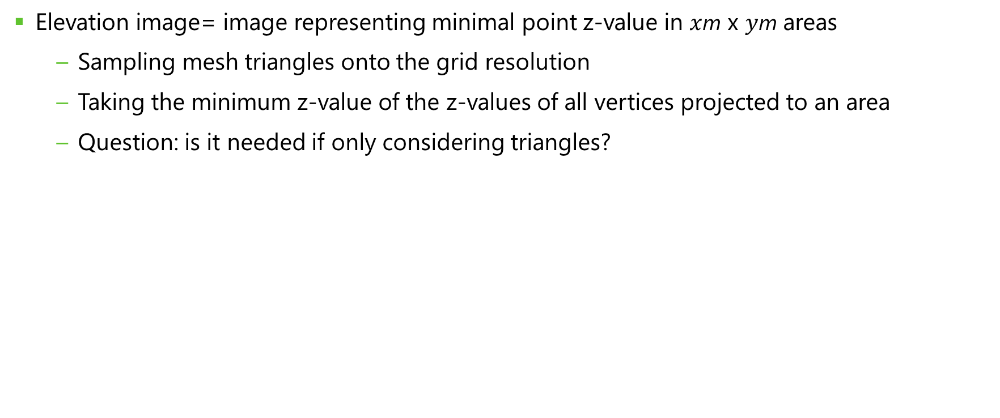 ▪ Elevation image= image representing minimal point z-value in xm x ym areas
– Sampling mesh triangles onto the grid resolution
– Taking the minimum z-value of the z-values of all vertices projected to an area
– Question: is it needed if only considering triangles?